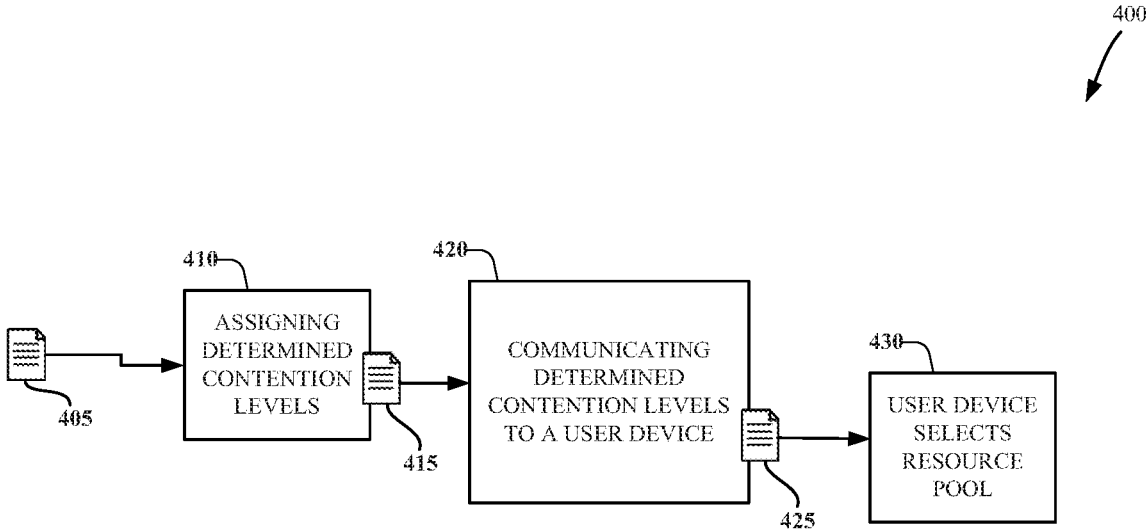 400
410
420
ASSIGNING
DETERMINED
CONTENTION
LEVELS
405
415
COMMUNICATING
DETERMINED
CONTENTION LEVELS
TO A USER DEVICE
425
430
USER DEVICE
SELECTS
RESOURCE
POOL